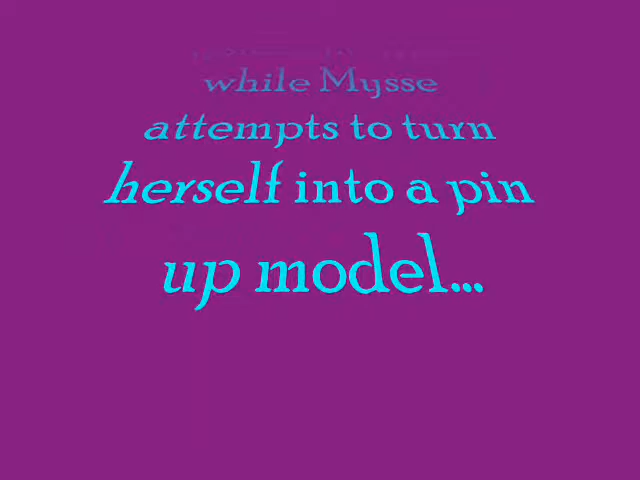 while Mysse
attempts to turn
herself into a pin
up model...